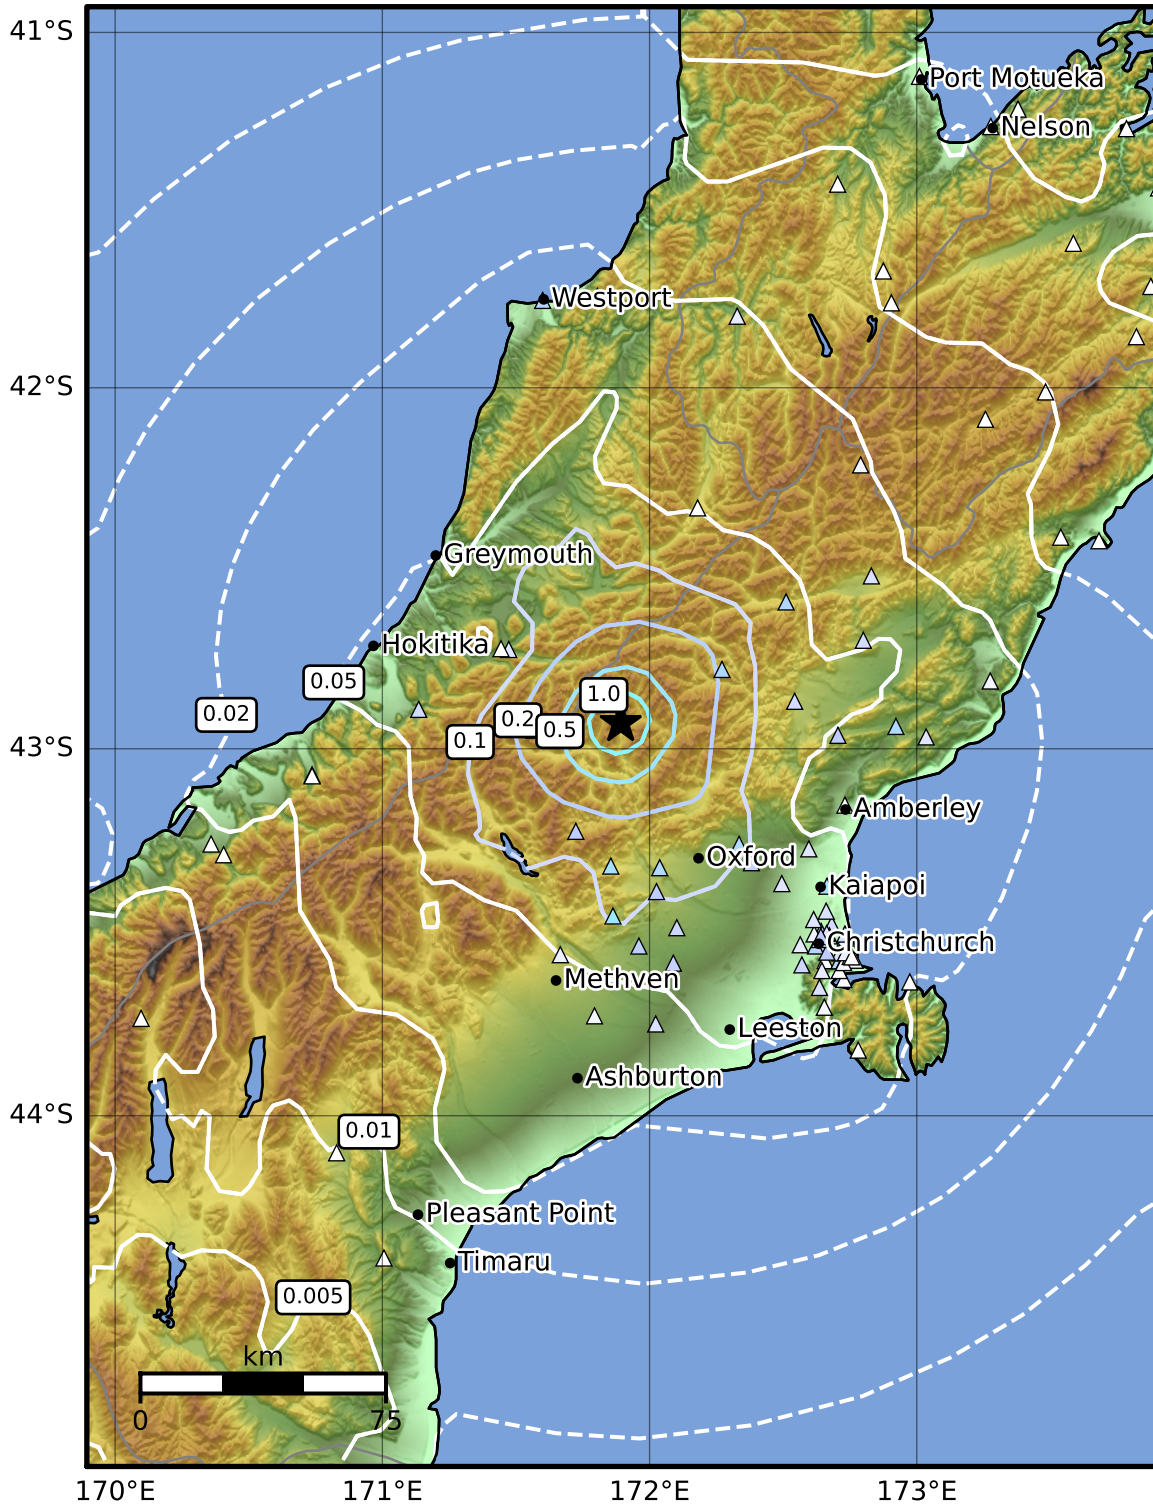 41°S
Port Motueka
Nelson
Westport
42°S
Greymouth
Hokitika
0.05
1.0
0.02
0.2
0.5
0.1
43°S
Amberley
Oxford
Kaiapoi
Christchurch
Methven
Leeston
Ashburton
44°S
0.01
Pleasant Point
Timaru
0.005
km
0
75
170°E
171°E
172°E
173°E